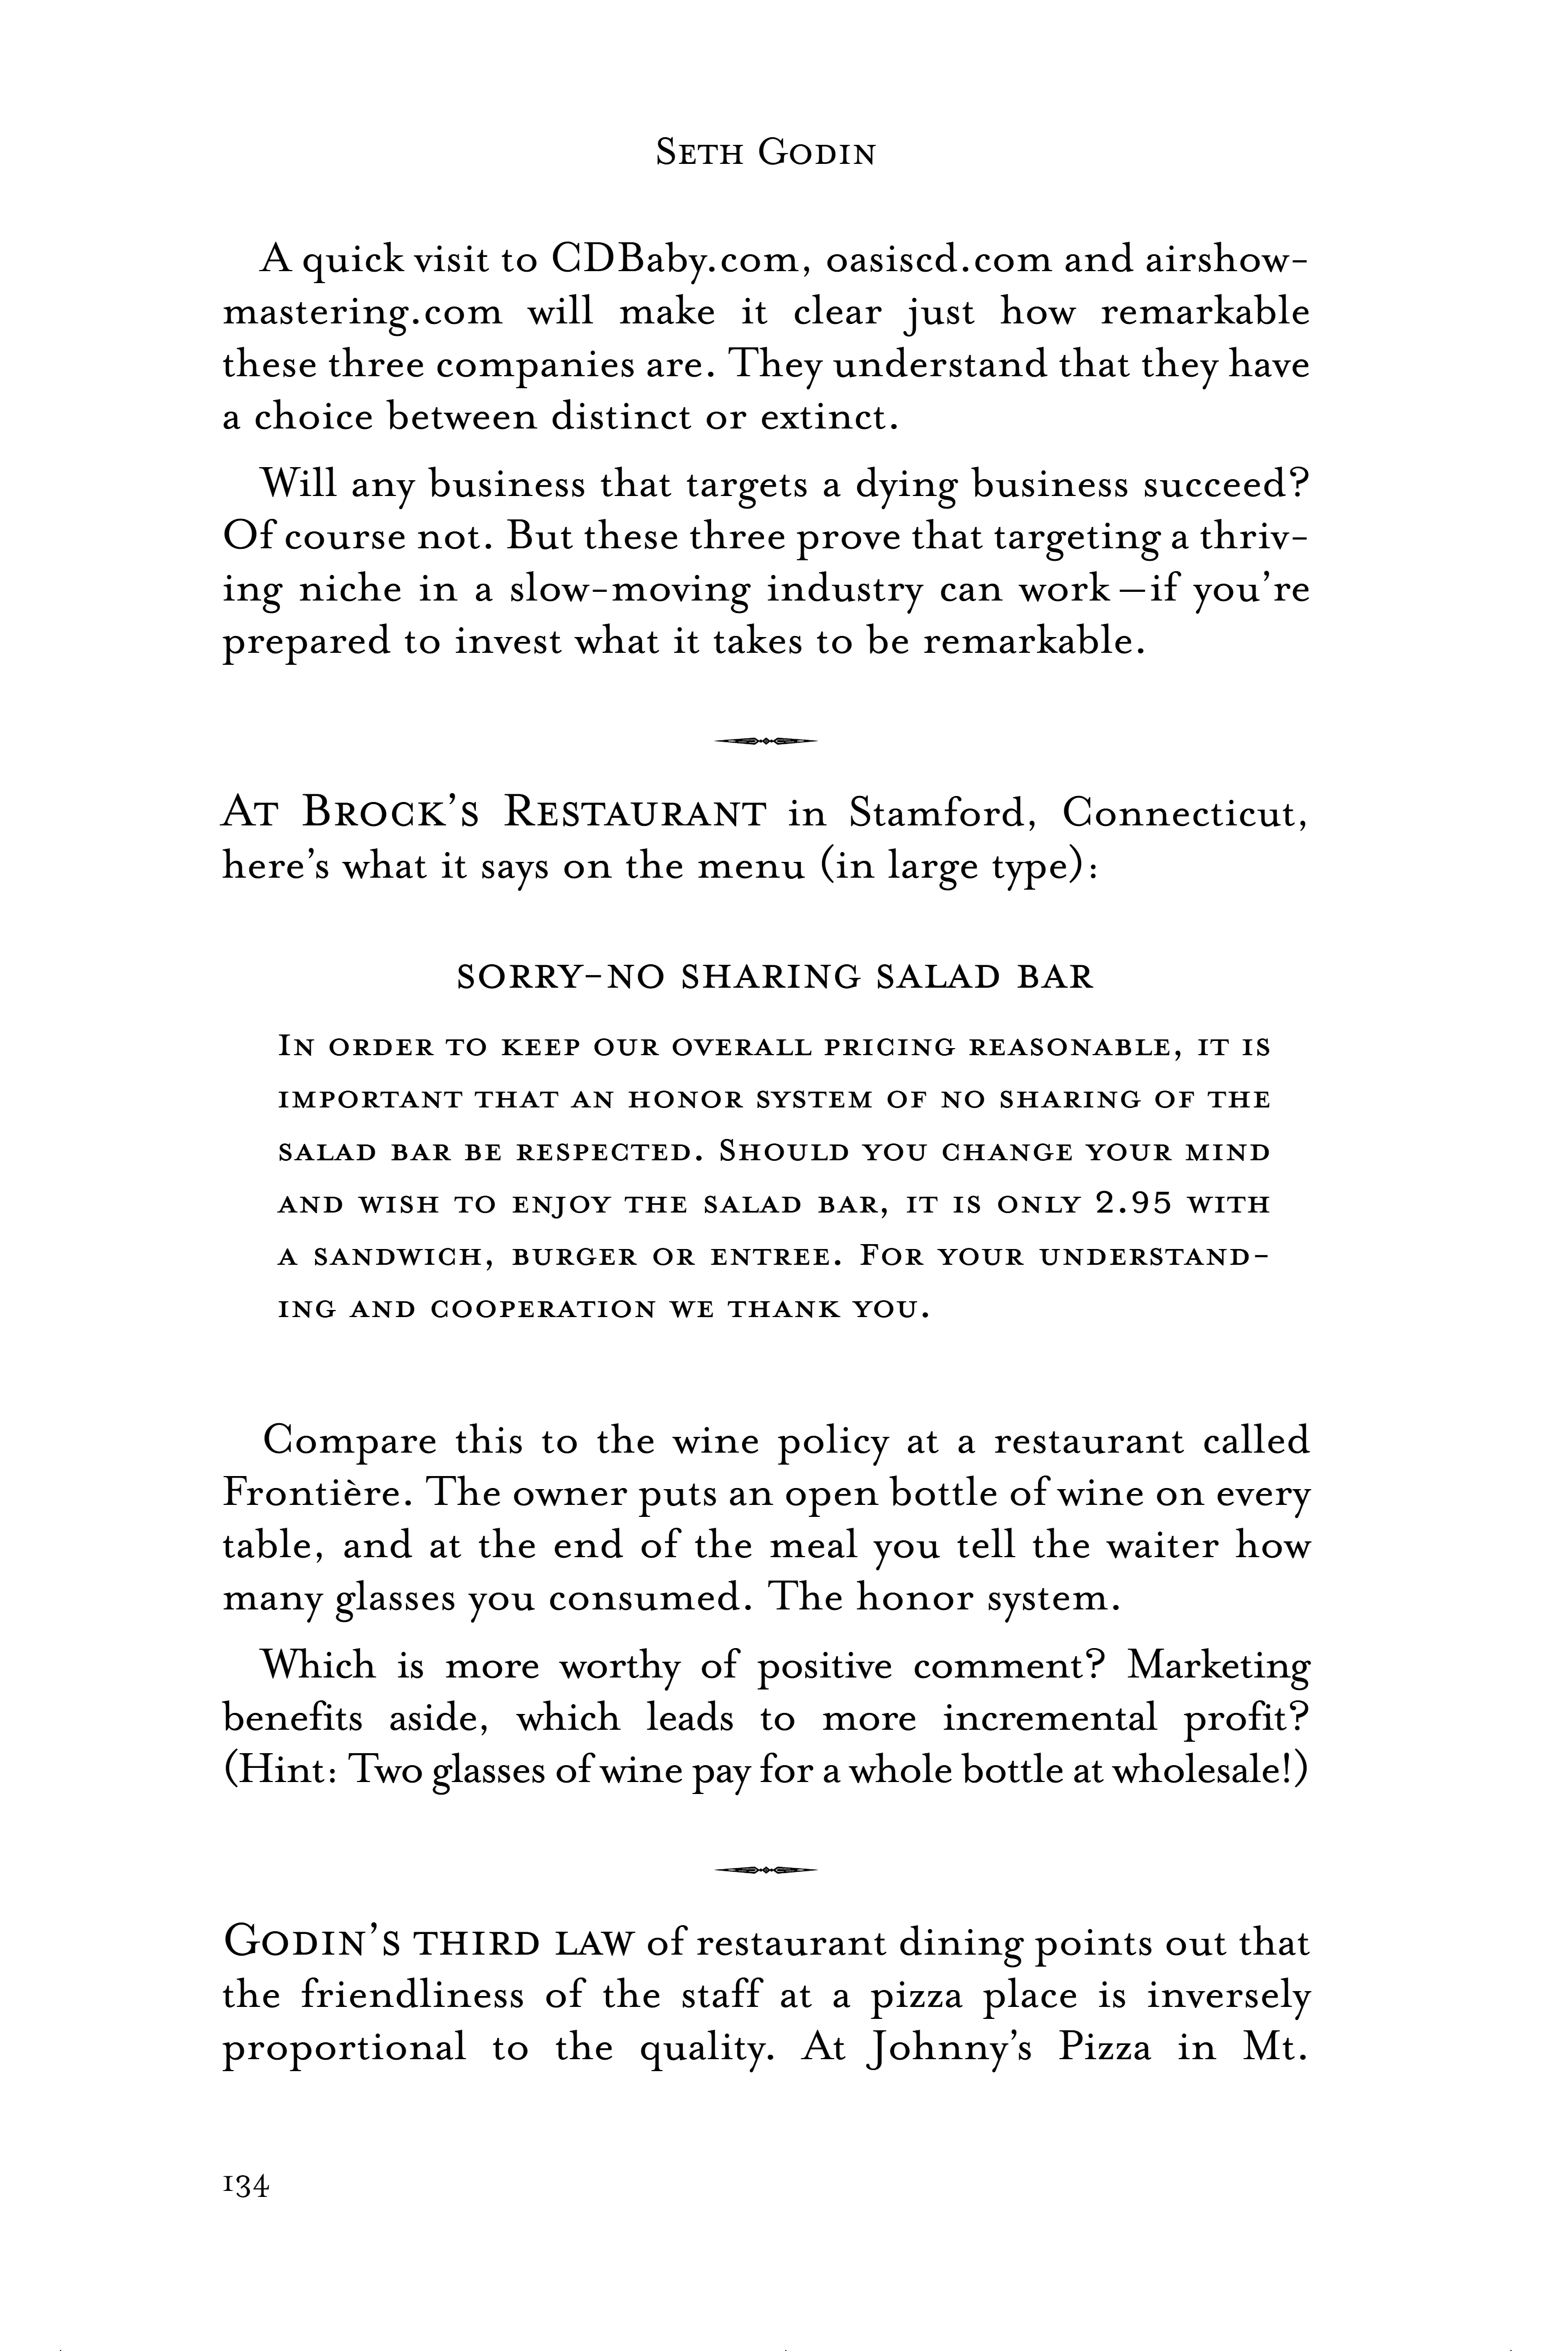 Seth Godin
A quick visit to CDBaby.com, oasiscd.com and airshow-
mastering.com will make it clear just how remarkable
these three companies are. They understand that they have
a choice between distinct or extinct.
Will any business that targets a dying business succeed?
Of course not. But these three prove that targeting a thriv-
ing niche in a slow-moving industry can work—if you’re
prepared to invest what it takes to be remarkable.
At Brock’s Restaurant in Stamford, Connecticut,
here’s what it says on the menu (in large type):
SORRY–NO SHARING SALAD BAR
In order to keep our overall pricing reasonable, it is
important that an honor system of no sharing of the
salad bar be respected. Should you change your mind
and wish to enjoy the salad bar, it is only 2.95 with
a sandwich, burger or entree. For your understand-
ing and cooperation we thank you.
Compare this to the wine policy at a restaurant called
Frontière. The owner puts an open bottle of wine on every
table, and at the end of the meal you tell the waiter how
many glasses you consumed. The honor system.
Which is more worthy of positive comment? Marketing
benefits aside, which leads to more incremental profit?
(Hint: Two glasses of wine pay for a whole bottle at wholesale!)
Godin’s third law of restaurant dining points out that
the friendliness of the staff at a pizza place is inversely
proportional to the quality. At Johnny’s Pizza in Mt.
134